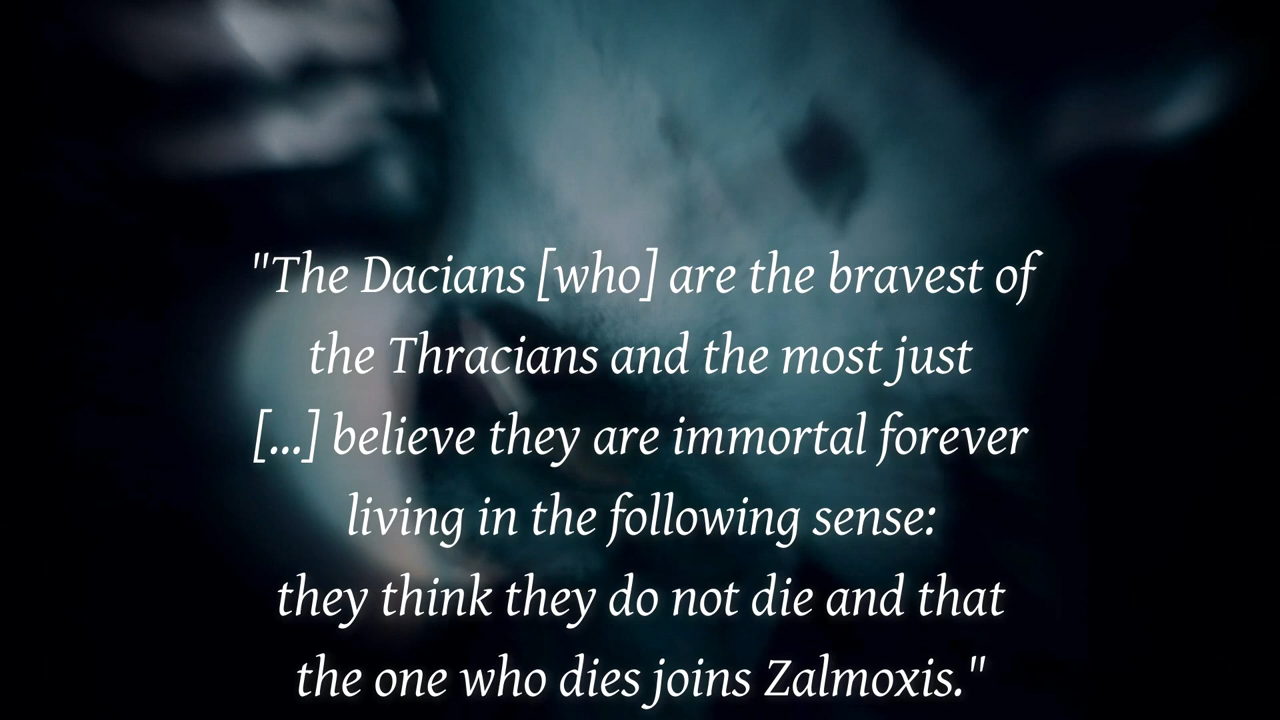 "The Dacians [who] are the bravest of
the Thracians and the most just
[...] believe they are immortal forever
living in the following sense:
they think they do not die and that
the one who dies joins Zalmoxis."